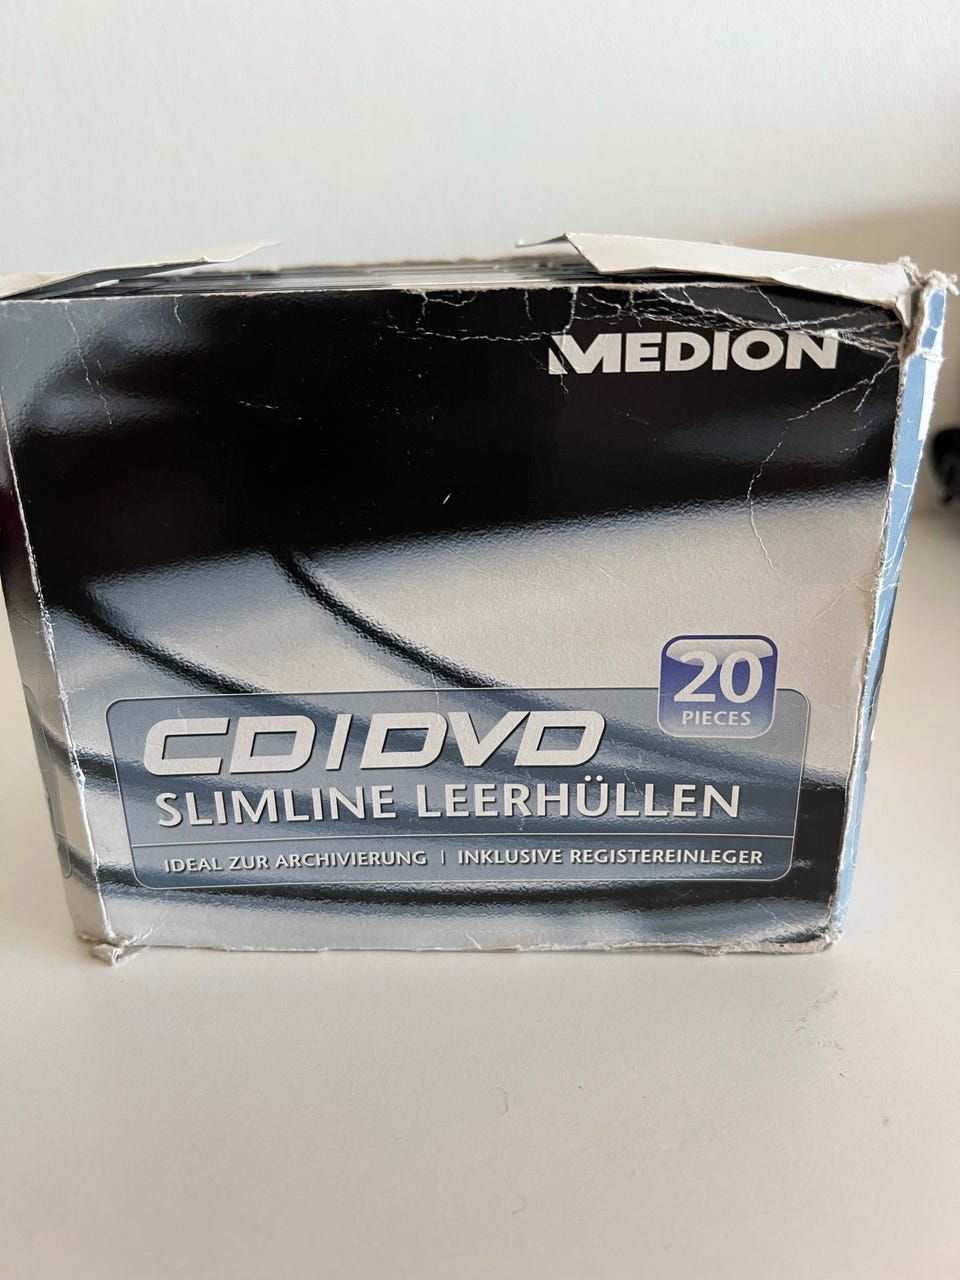 MEDION
20
PIECES
CD|DVD
SLIMLINE LEERHÜLLEN
IDEAL ZUR ARCHIVIERUNG | INKLUSIVE REGISTEREINLEGER